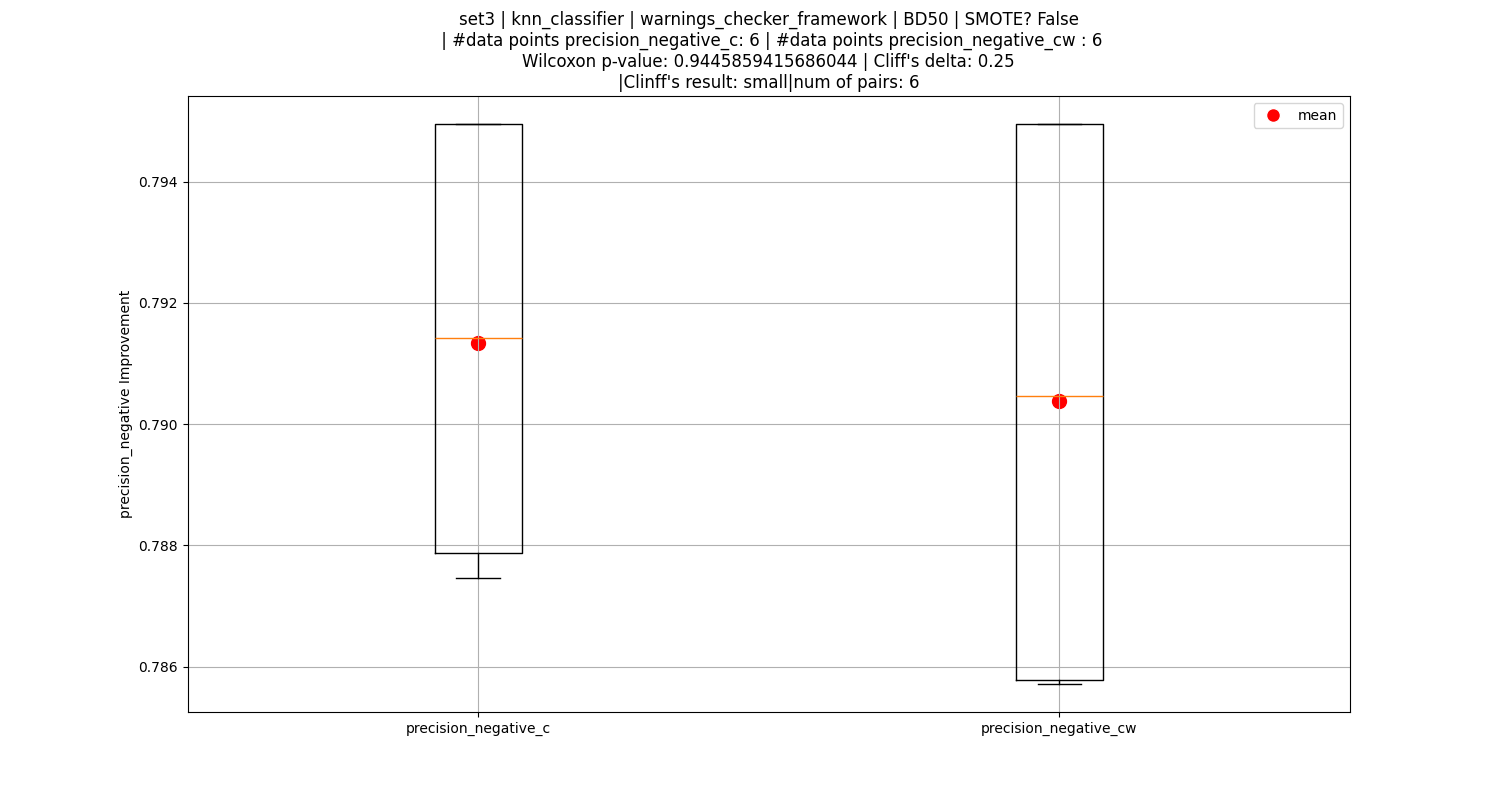 set3 | knn_classifier | warnings_checker_framework | BD50 | SMOTE? False
| #data points precision_negative_c: 6 | #data points precision_negative_cw : 6
Wilcoxon p-value: 0.9445859415686044 | Cliff's delta: 0.25
|Clinff's result: small|num of pairs: 6
mean
0.794
0.792
0.790
0.788
0.786
precision_negative Improvement
precision_negative_c
precision_negative_cw